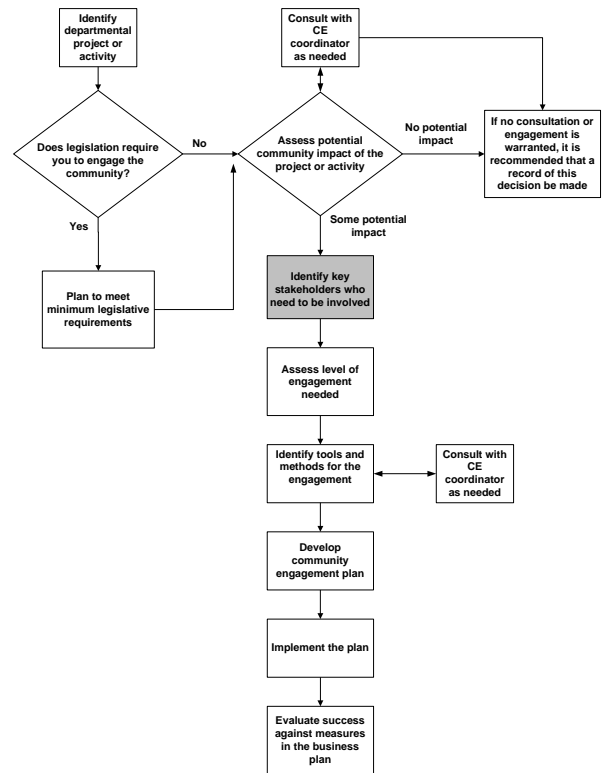 Identify
departmental
project or
activity
Consult with
CE
coordinator
as needed
Does legislation require
you to engage the
community?
No
Assess potential
community impact of the
project or activity
No potential
impact
If no consultation or
engagement is
warranted, it is
recommended that a
record of this
decision be made
Yes
Some potential
impact
Plan to meet
minimum legislative
requirements
Identify key
stakeholders who
need to be involved
Assess level of
engagement
needed
Identify tools and
methods for the
engagement
Consult with
CE
coordinator
as needed
Develop
community
engagement plan
Implement the plan
Evaluate success
against measures
in the business
plan